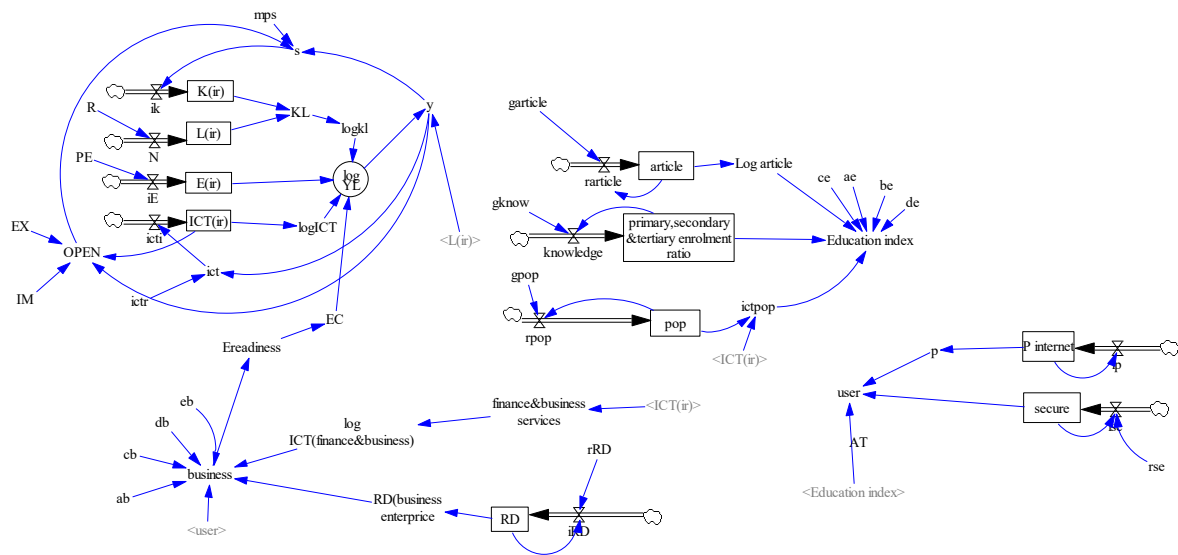 mps
s
K(ir)
ik
R
KL
y
L(ir)
N
logkl
PE
log
YL
E(ir)
iE
ICT(ir)
icti
logICT
EX
OPEN
<L(ir)>
ict
IM
ictr
EC
Ereadiness
garticle
article
Log article
rarticle
ce
ae
be
de
gknow
primary,secondary
&tertiary enrolment
ratio
knowledge
Education index
gpop
pop
rpop
ictpop
<ICT(ir)>
P internet
ip
p
user
secure
AT
rse
<Education index>
eb
db
cb
ab
business
<user>
log
ICT(finance&business)
finance&business
services
<ICT(ir)>
rRD
RD(business
enterprice
RD
iRD